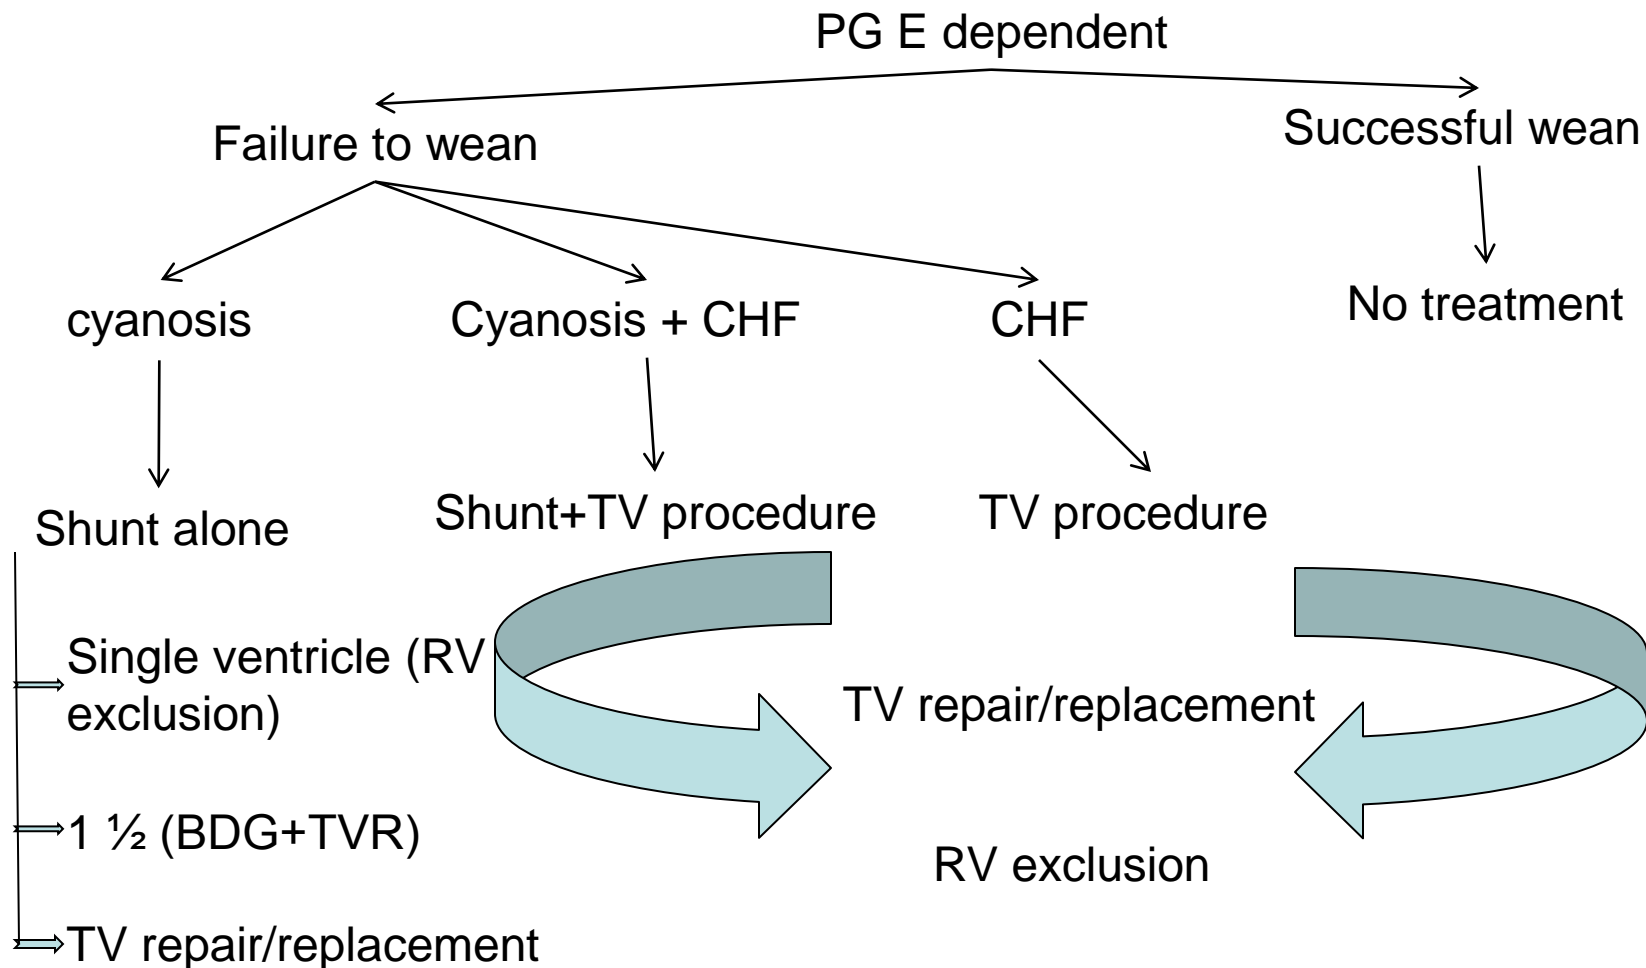 PG E dependent
Failure to wean
Successful wean
cyanosis
Cyanosis + CHF
CHF
No treatment
Shunt alone
Shunt+TV procedure
TV procedure
Single ventricle (RV
exclusion)
TV repair/replacement
1 ½ (BDG+TVR)
RV exclusion
TV repair/replacement